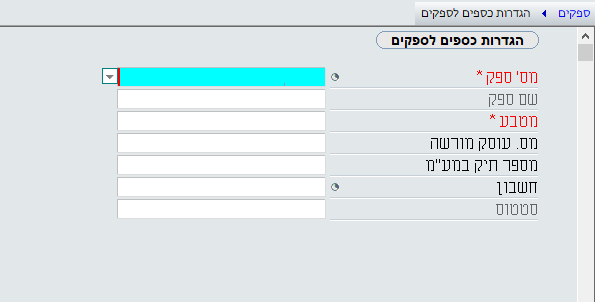 ספקים ◄ הגדרות כספים לספקים
הגדרות כספים לספקים
מס' ספק *
שם ספק
מטבע *
מס. עוסק מורשה
מספר תיק במע"מ
חשבון
סטטוס